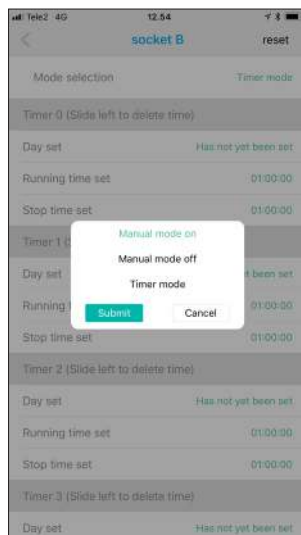 Tele2 4G 12.54
socket B reset
Mode selection Timer mode
Timer 0 (Slide left to delete time)
Day set Has not yet been set
Running time set 01:00:00
Stop time set 01:00:00
Timer 1 (S
Manual mode on
Manual mode off
Timer mode
Submit Cancel
Day set et been set
Running t 01:00:00
Stop time set 01:00:00
Timer 2 (Slide left to delete time)
Day set Has not yet been set
Running time set 01:00:00
Stop time set 01:00:00
Timer 3 (Slide left to delete time)
Day set Has not yet been set